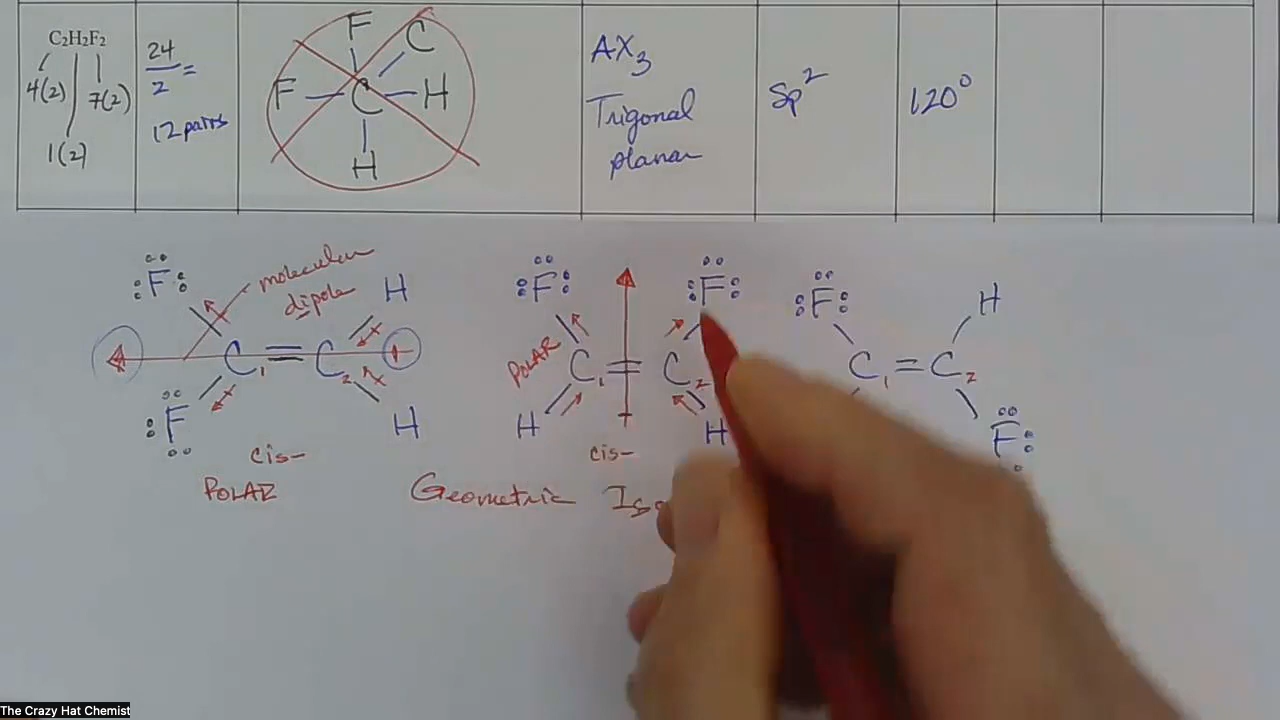 C₂H₂F₂
4(2) 7(2)
1(2)
24
2
=
12 pairs
F C
F C H
H
AX₃
Trigonal
planar
Sp²
120°
F
molecular
dipole
H
C₁ = C₂
F
H
cis-
POLAR
F F
POLAR
C₁ = C₂
H H
cis-
Geometric
F H
C₁ = C₂
F
The Crazy Hat Chemist